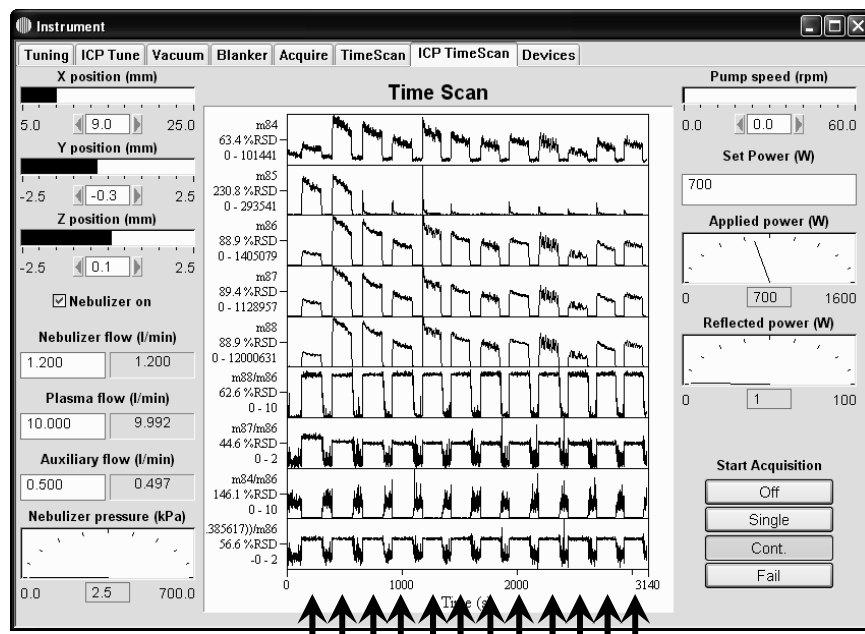 Instrument
Tuning ICP Tune Vacuum Blanker Acquire TimeScan ICP TimeScan Devices
X position (mm)
5.0 9.0 25.0
Y position (mm)
-2.5 -0.3 2.5
Z position (mm)
-2.5 0.1 2.5
Nebulizer on
Nebulizer flow (l/min)
1.200 1.200
Plasma flow (l/min)
10.000 9.992
Auxiliary flow (l/min)
0.500 0.497
Nebulizer pressure (kPa)
0.0 2.5 700.0
Time Scan
m84
63.4 %RSD
0 - 101441
m85
230.8 %RSD
0 - 293541
m86
88.9 %RSD
0 - 1405079
m87
89.4 %RSD
0 - 1128957
m88
88.9 %RSD
0 - 12000631
m88/m86
62.6 %RSD
0 - 10
m87/m86
44.6 %RSD
0 - 2
m84/m86
146.1 %RSD
0 - 10
.385617))/m86
56.6 %RSD
-0 - 2
0 1000 2000 3140
Time (s
Pump speed (rpm)
0.0 0.0 60.0
Set Power (W)
700
Applied power (W)
0 700 1600
Reflected power (W)
0 1 100
Start Acquisition
Off
Single
Cont.
Fail